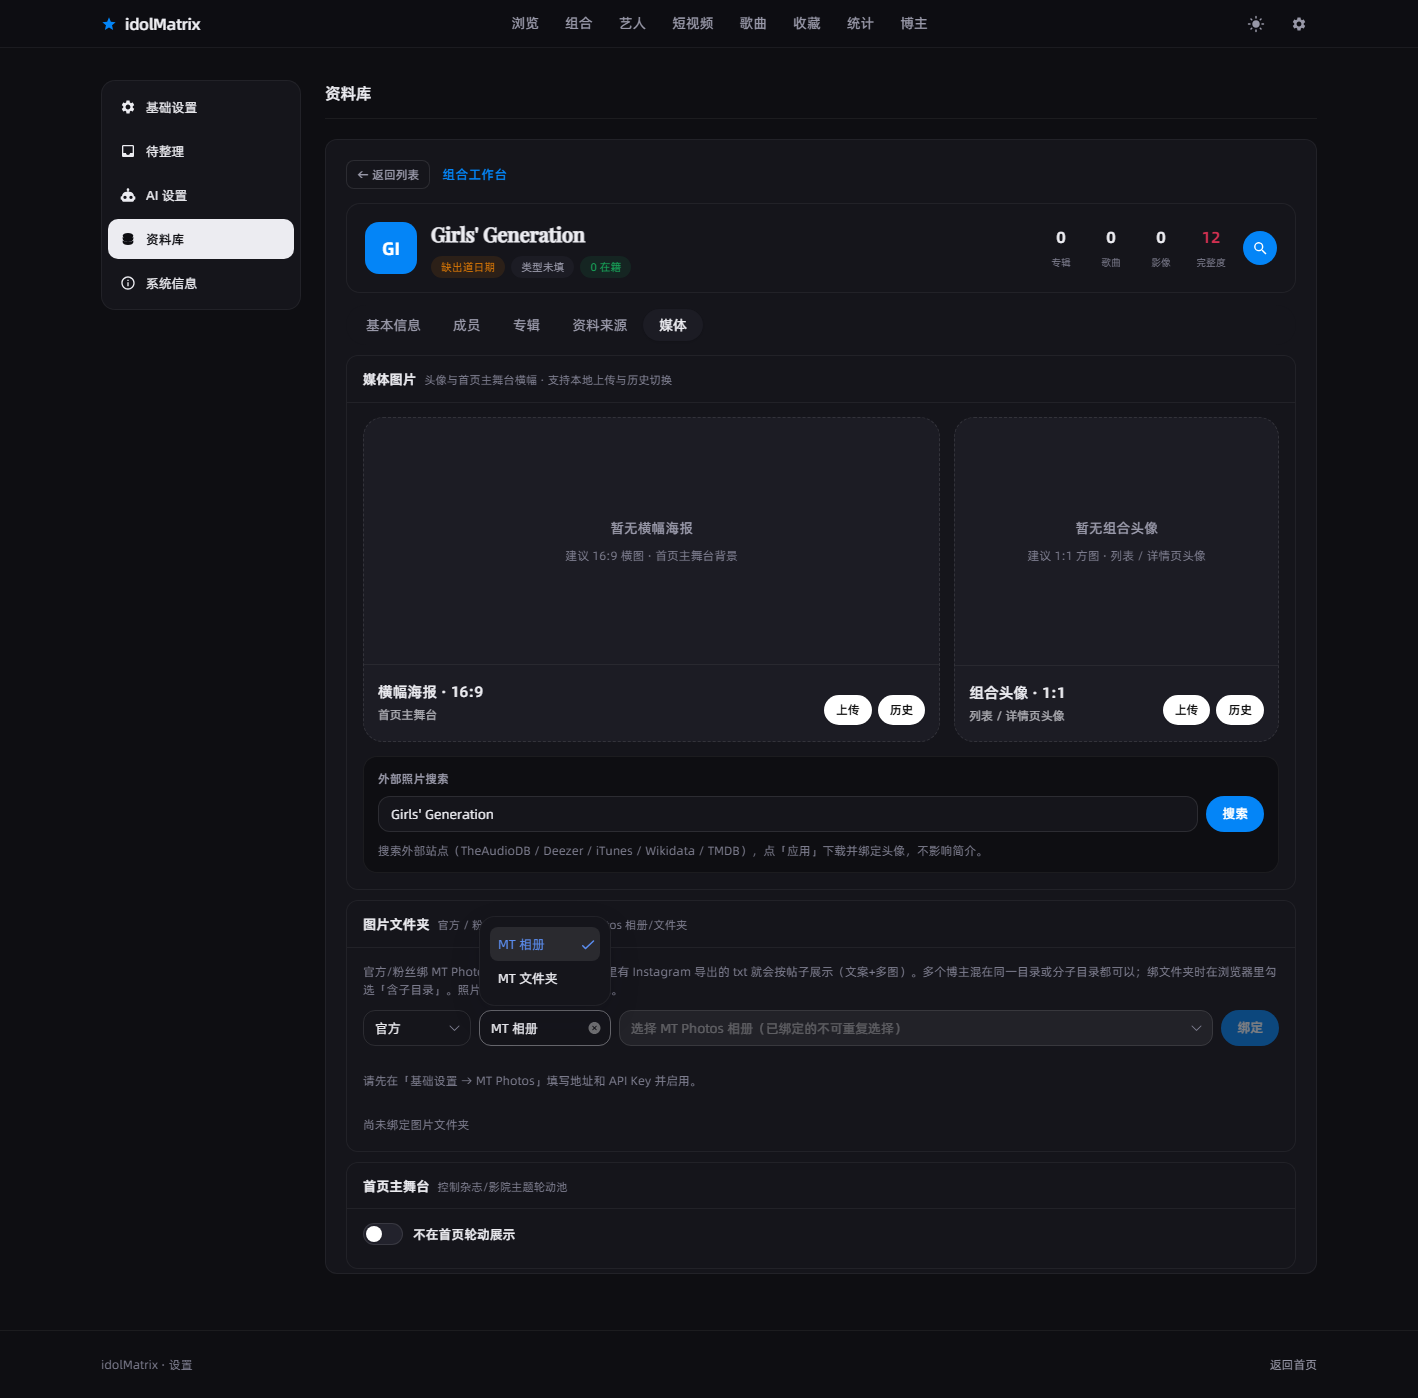 idolMatrix
浏览 组合 艺人 短视频 歌曲 收藏 统计 博主
基础设置
待整理
AI 设置
资料库
系统信息
资料库
← 返回列表 组合工作台
GI
Girls' Generation
缺出道日期 类型未填 0 在籍
0 专辑
0 歌曲
0 影像
12 完整度
基本信息 成员 专辑 资料来源 媒体
媒体图片 头像与首页主舞台横幅 · 支持本地上传与历史切换
暂无横幅海报
建议 16:9 横图 · 首页主舞台背景
横幅海报 · 16:9
首页主舞台
上传 历史
暂无组合头像
建议 1:1 方图 · 列表 / 详情页头像
组合头像 · 1:1
列表 / 详情页头像
上传 历史
外部照片搜索
Girls' Generation
搜索
搜索外部站点（TheAudioDB / Deezer / iTunes / Wikidata / TMDB），点「应用」下载并绑定头像，不影响简介。
图片文件夹 官方 / 粉 os 相册/文件夹
MT 相册
MT 文件夹
官方/粉丝绑 MT Photo 里有 Instagram 导出的 txt 就会按帖子展示（文案+多图）。多个博主混在同一目录或分子目录都可以；绑文件夹时在浏览器里勾
选「含子目录」。照片 。
官方 MT 相册 选择 MT Photos 相册（已绑定的不可重复选择） 绑定
请先在「基础设置 → MT Photos」填写地址和 API Key 并启用。
尚未绑定图片文件夹
首页主舞台 控制杂志/影院主题轮动池
不在首页轮动展示
idolMatrix · 设置
返回首页